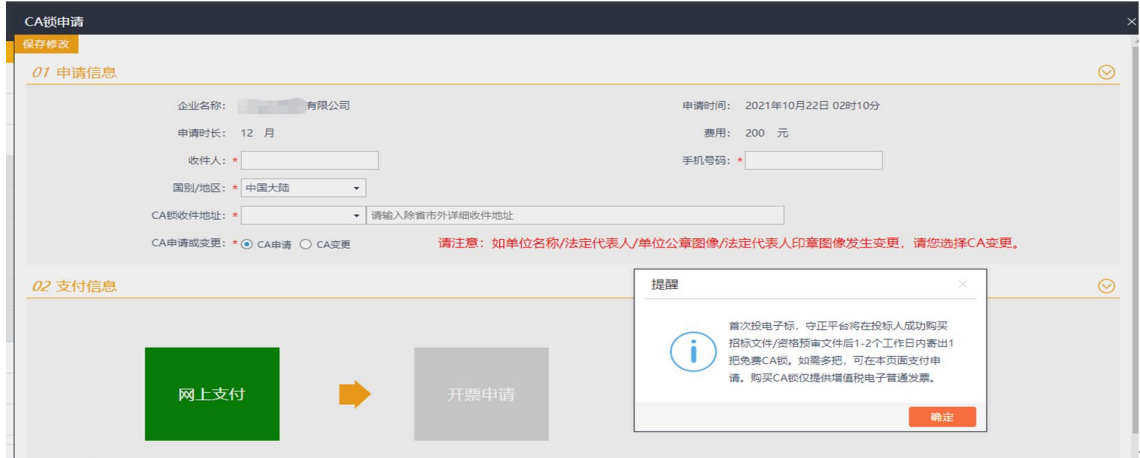 CA锁申请
保存修改
01 申请信息
企业名称： 有限公司 申请时间： 2021年10月22日 02时10分
申请时长： 12 月 费用： 200 元
收件人：* 手机号码：*
国别/地区：* 中国大陆
CA锁收件地址：* 请输入除省市外详细收件地址
CA申请或变更：* CA申请 CA变更 请注意：如单位名称/法定代表人/单位公章图像/法定代表人印章图像发生变更，请您选择CA变更。
02 支付信息
网上支付
开票申请
提醒
首次投电子标，守正平台将在投标人成功购买
招标文件/资格预审文件后1-2个工作日内寄出1
把免费CA锁。如需多把，可在本页面支付申
请。购买CA锁仅提供增值税电子普通发票。
确定